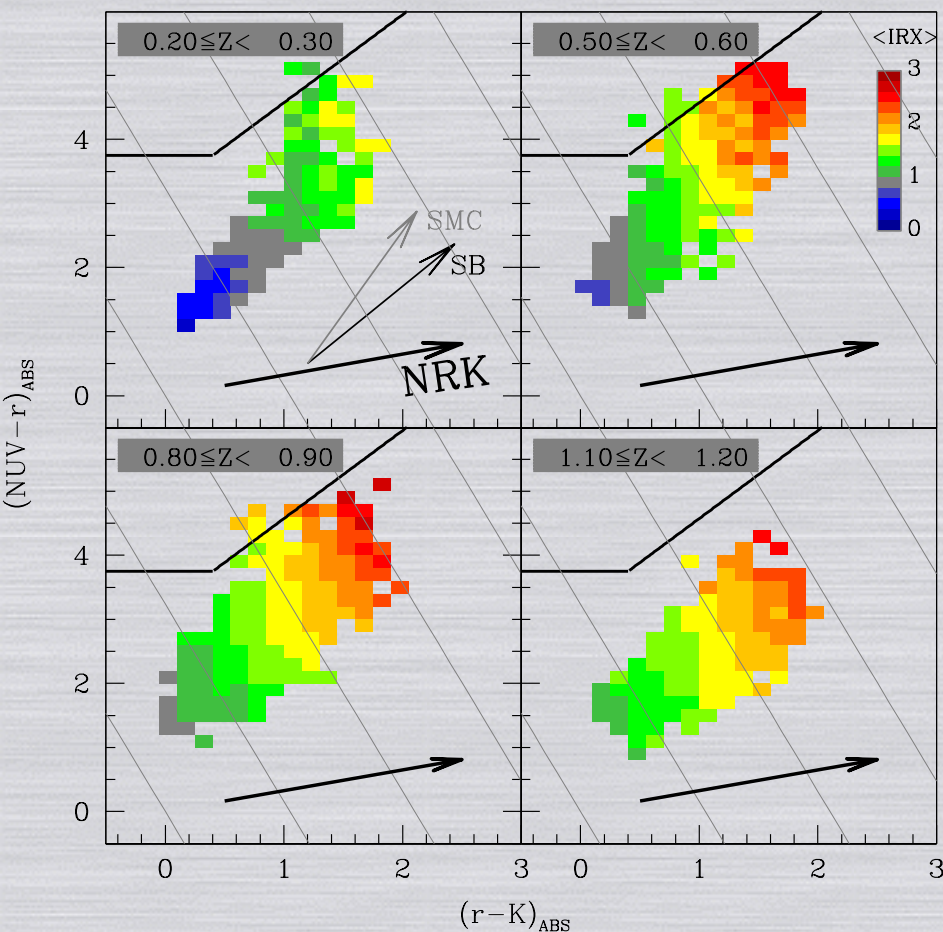 0.20≦Z< 0.30
0.50≦Z< 0.60
<IRX>
3
2
1
0
4
2
0
SMC
SB
NRK
(NUV−r)ABS
0.80≦Z< 0.90
1.10≦Z< 1.20
4
2
0
0 1 2 3 0 1 2 3
(r−K)ABS